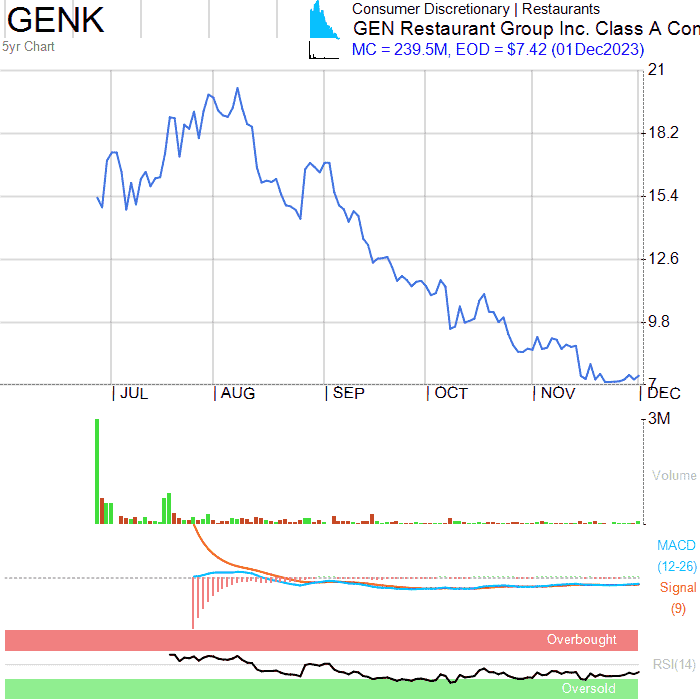 GENK
5yr Chart
Consumer Discretionary | Restaurants
GEN Restaurant Group Inc. Class A Con
MC = 239.5M, EOD = $7.42 (01Dec2023)
21
18.2
15.4
12.6
9.8
7
JUL AUG SEP OCT NOV DEC
3M
Volume
MACD
(12-26)
Signal
(9)
Overbought
RSI(14)
Oversold